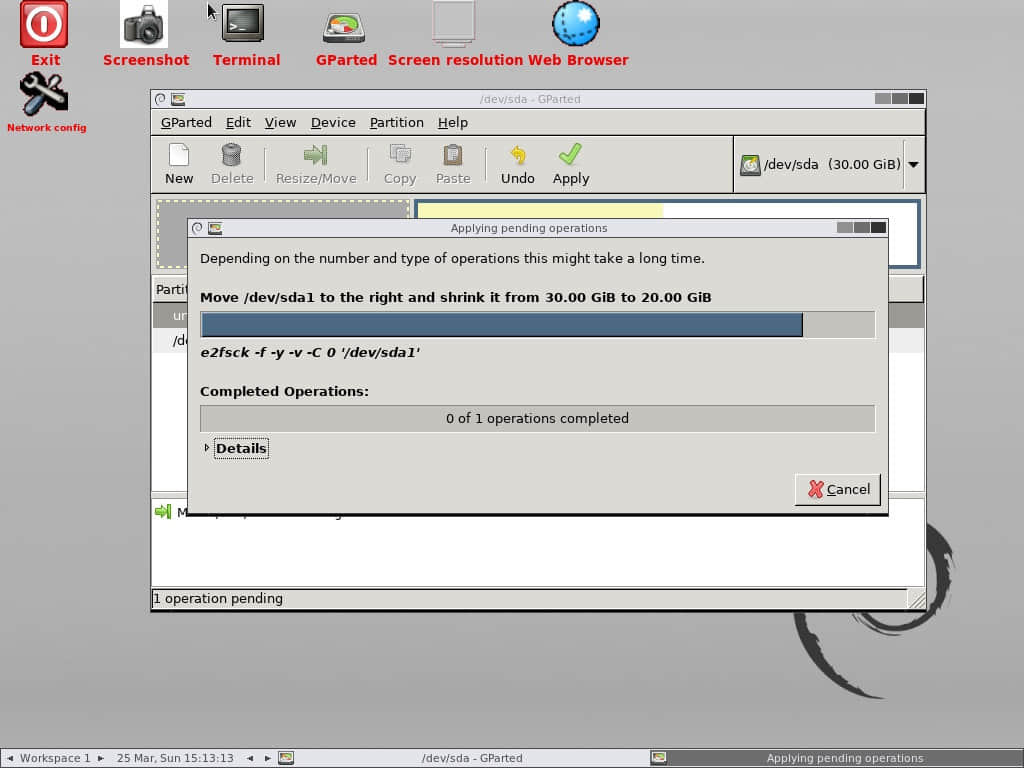 Exit
Screenshot
Terminal
GParted
Screen resolution
Web Browser
Network config
/dev/sda - GParted
GParted Edit View Device Partition Help
New Delete Resize/Move Copy Paste Undo Apply
/dev/sda (30.00 GiB)
Applying pending operations
Depending on the number and type of operations this might take a long time.
Move /dev/sda1 to the right and shrink it from 30.00 GiB to 20.00 GiB
e2fsck -f -y -v -C 0 '/dev/sda1'
Completed Operations:
0 of 1 operations completed
Details
Cancel
1 operation pending
Workspace 1 25 Mar, Sun 15:13:13 /dev/sda - GParted Applying pending operations